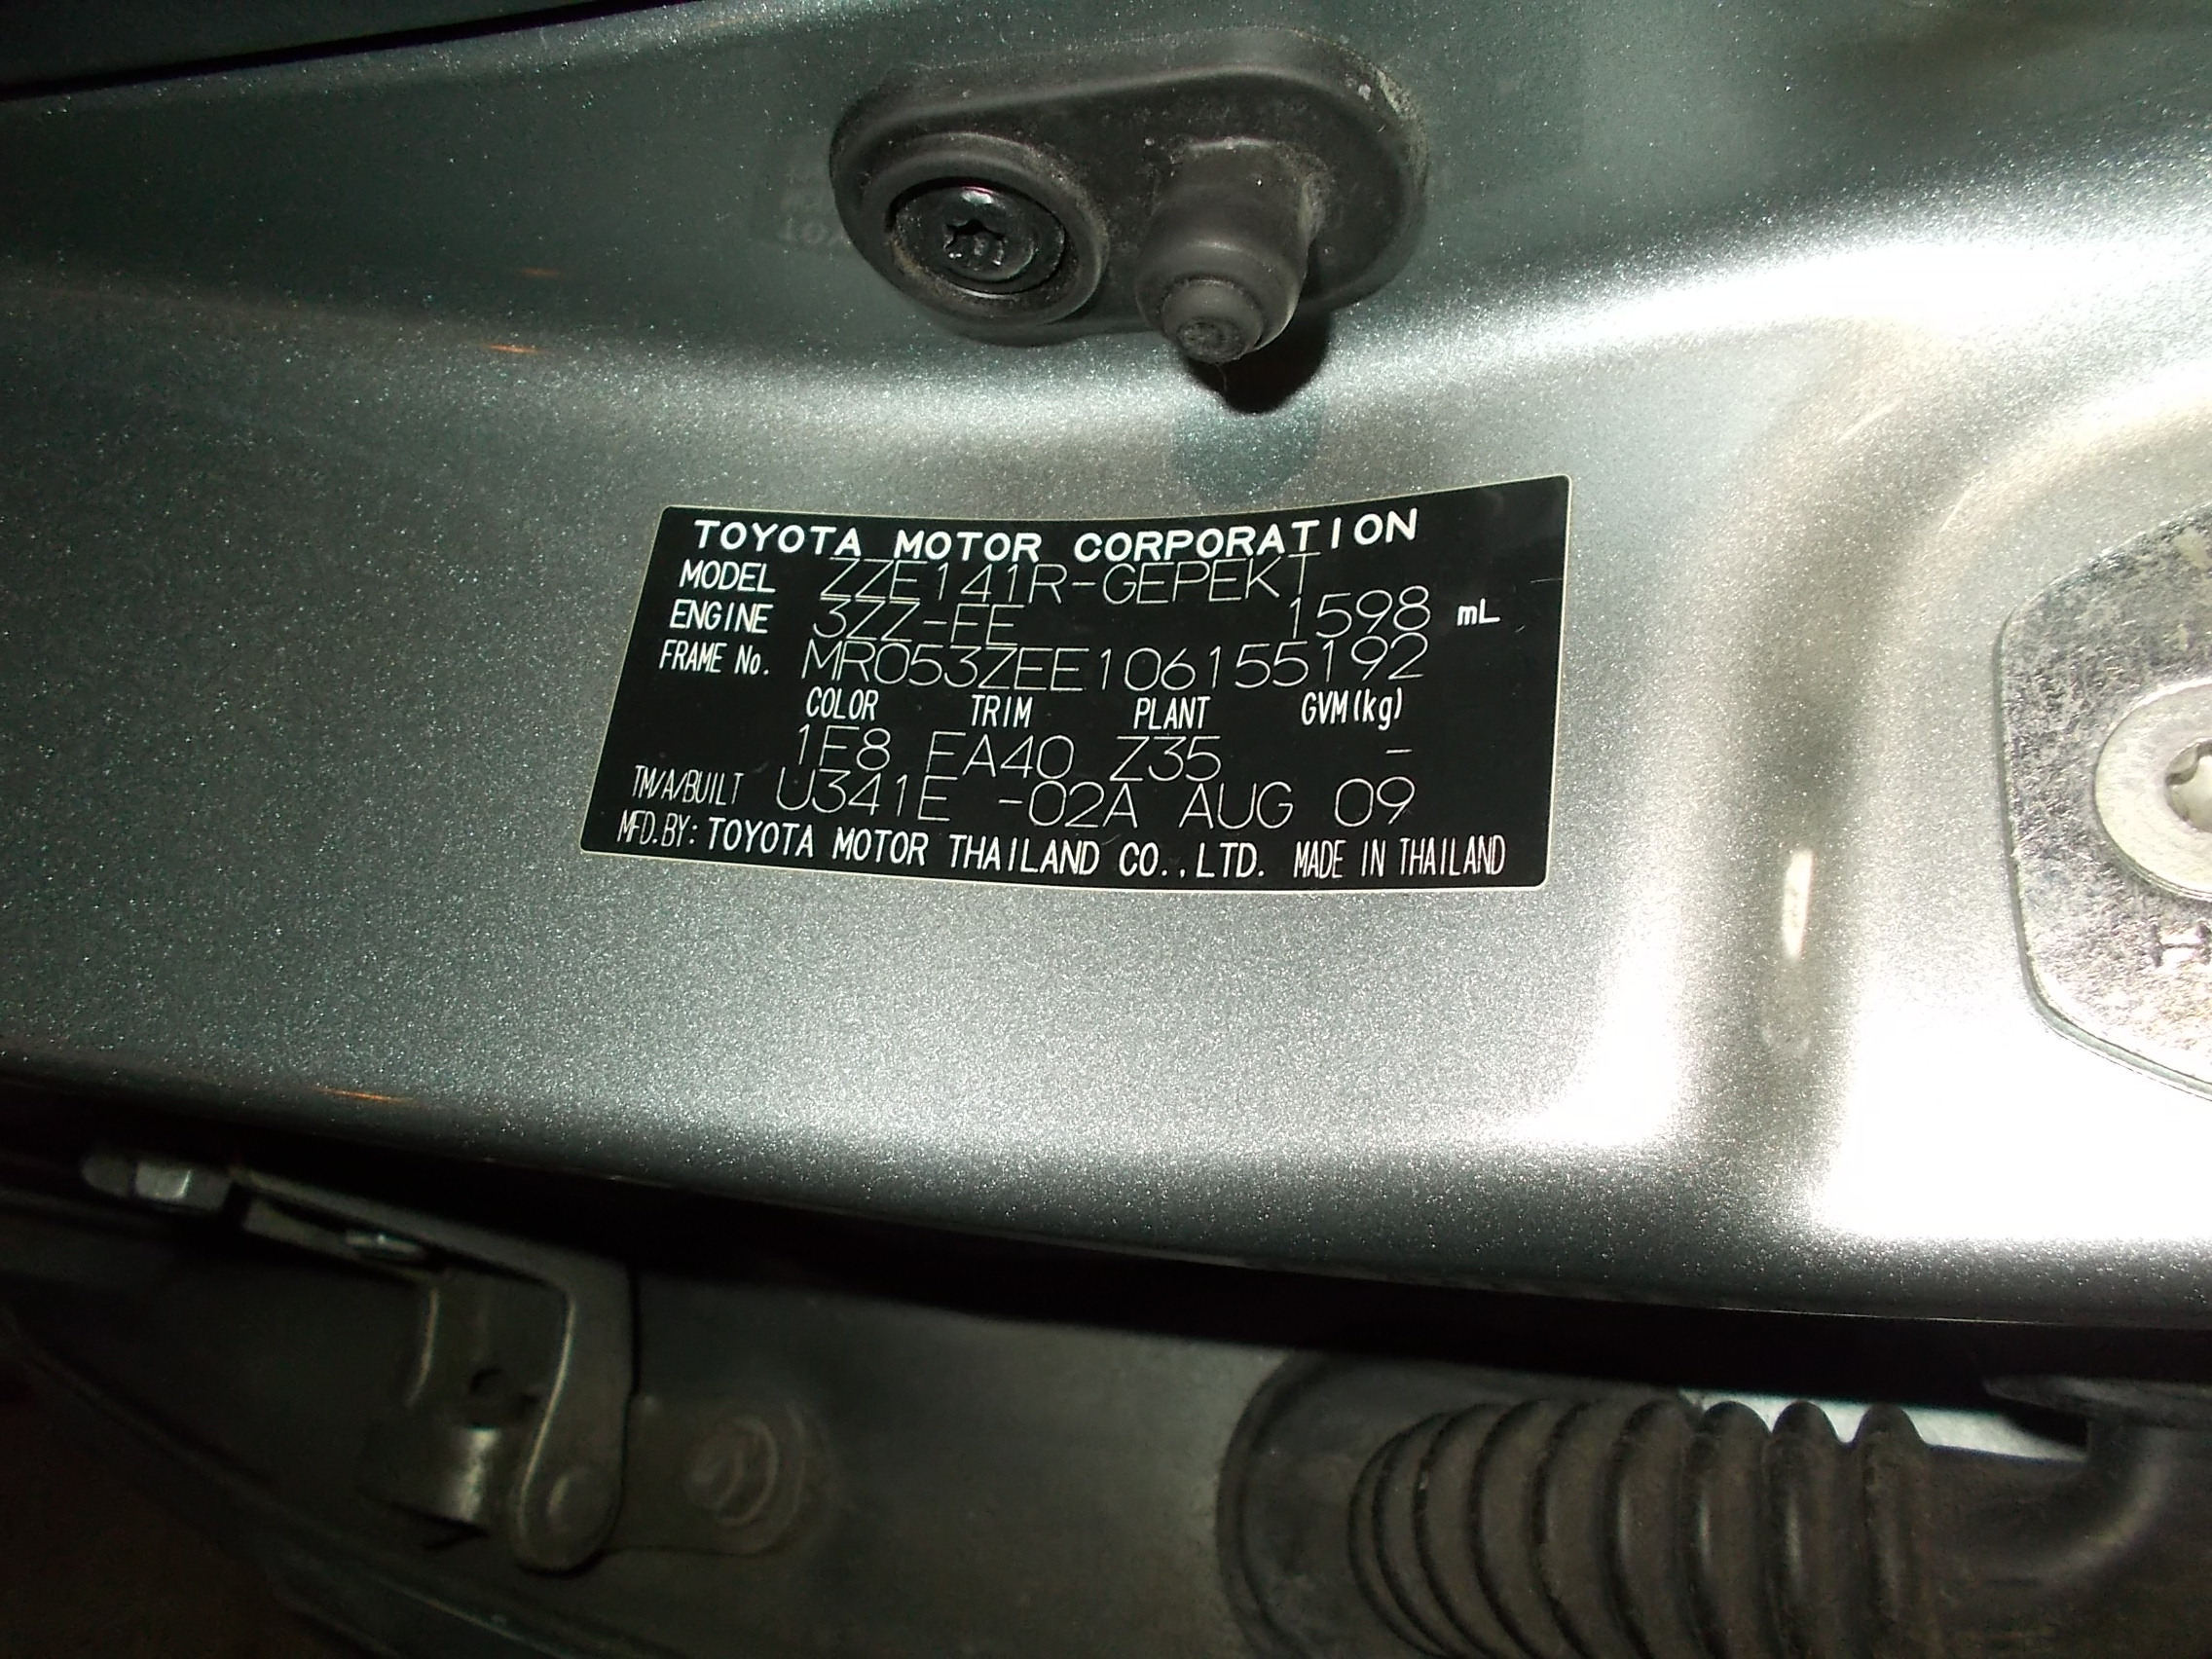 TOYOTA MOTOR CORPORATION
MODEL ZZE141R-GEPEKT
ENGINE 3ZZ-FE 1598 mL
FRAME No. MR053ZEE106155192
COLOR TRIM PLANT GVM(kg)
1F8 FA40 Z35 -
TM/A/BUILT U341E -02A AUG 09
MFD.BY: TOYOTA MOTOR THAILAND CO.,LTD. MADE IN THAILAND